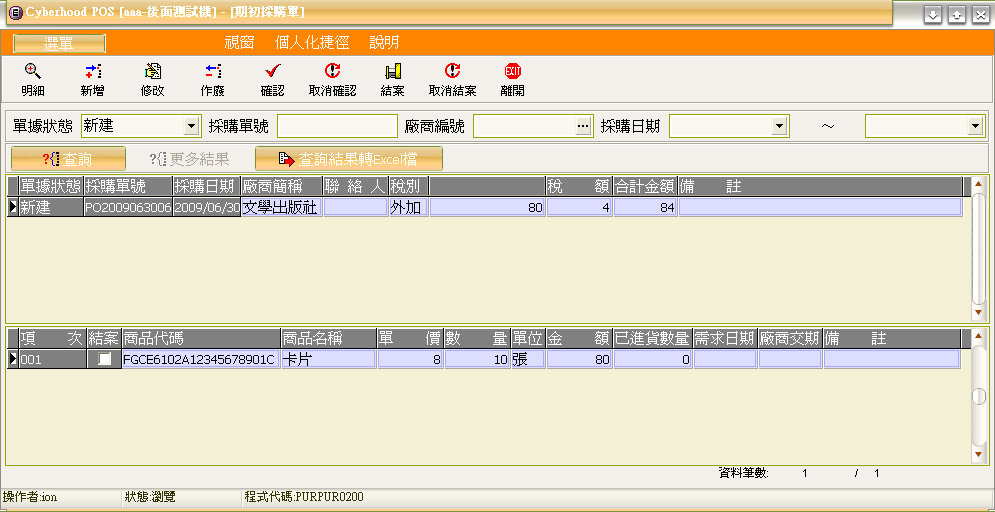 Cyberhood POS [aaa-後面測試機] - [期初採購單]
選單 視窗 個人化捷徑 說明
明細 新增 修改 作廢 確認 取消確認 結案 取消結案 離開
單據狀態 新建 採購單號 廠商編號 ... 採購日期 ～
?{} 查詢 ?{} 更多結果 查詢結果轉Excel檔
單據狀態 採購單號 採購日期 廠商簡稱 聯 絡 人 稅別 稅 額 合計金額 備 註
新建 PO2009063006 2009/06/30 文學出版社 外加 80 4 84
項 次 結案 商品代碼 商品名稱 單 價 數 量 單位 金 額 已進貨數量 需求日期 廠商交期 備 註
001 FGCE6102A12345678901C 卡片 8 10 張 80 0
資料筆數: 1 / 1
操作者:ion 狀態:瀏覽 程式代碼:PURPUR0200